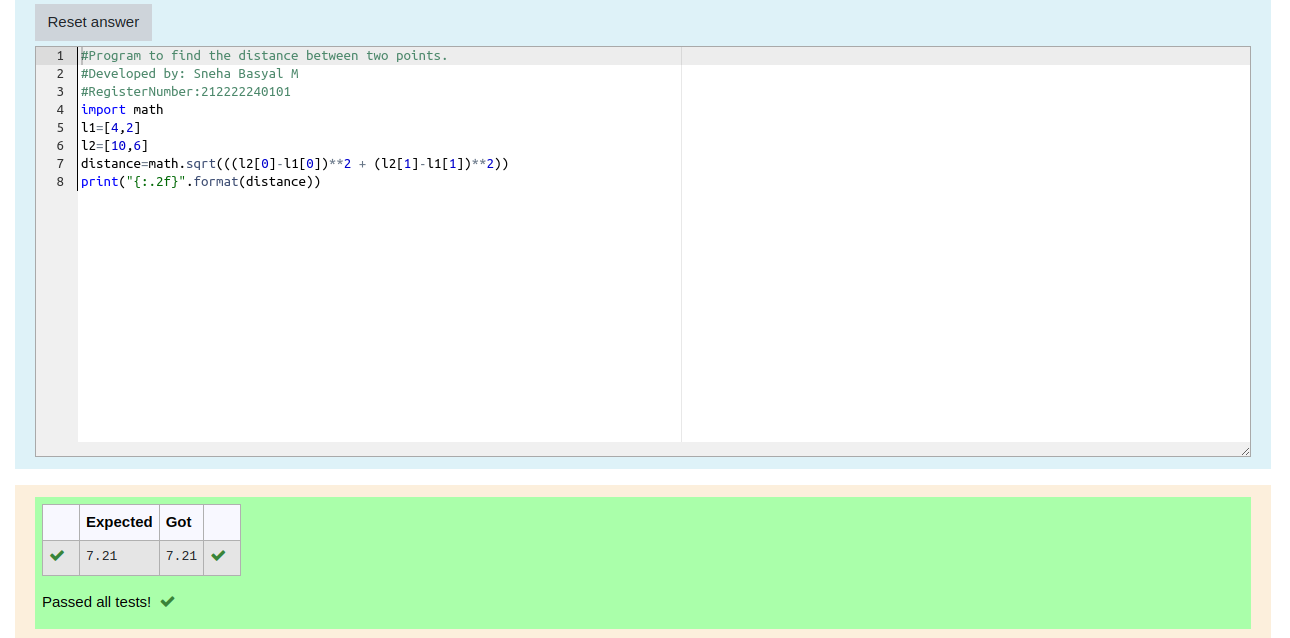 Reset answer
1 #Program to find the distance between two points.
2 #Developed by: Sneha Basyal M
3 #RegisterNumber:212222240101
4 import math
5 l1=[4,2]
6 l2=[10,6]
7 distance=math.sqrt(((l2[0]-l1[0])**2 + (l2[1]-l1[1])**2))
8 print("{:.2f}".format(distance))
Expected Got
7.21 7.21
Passed all tests!